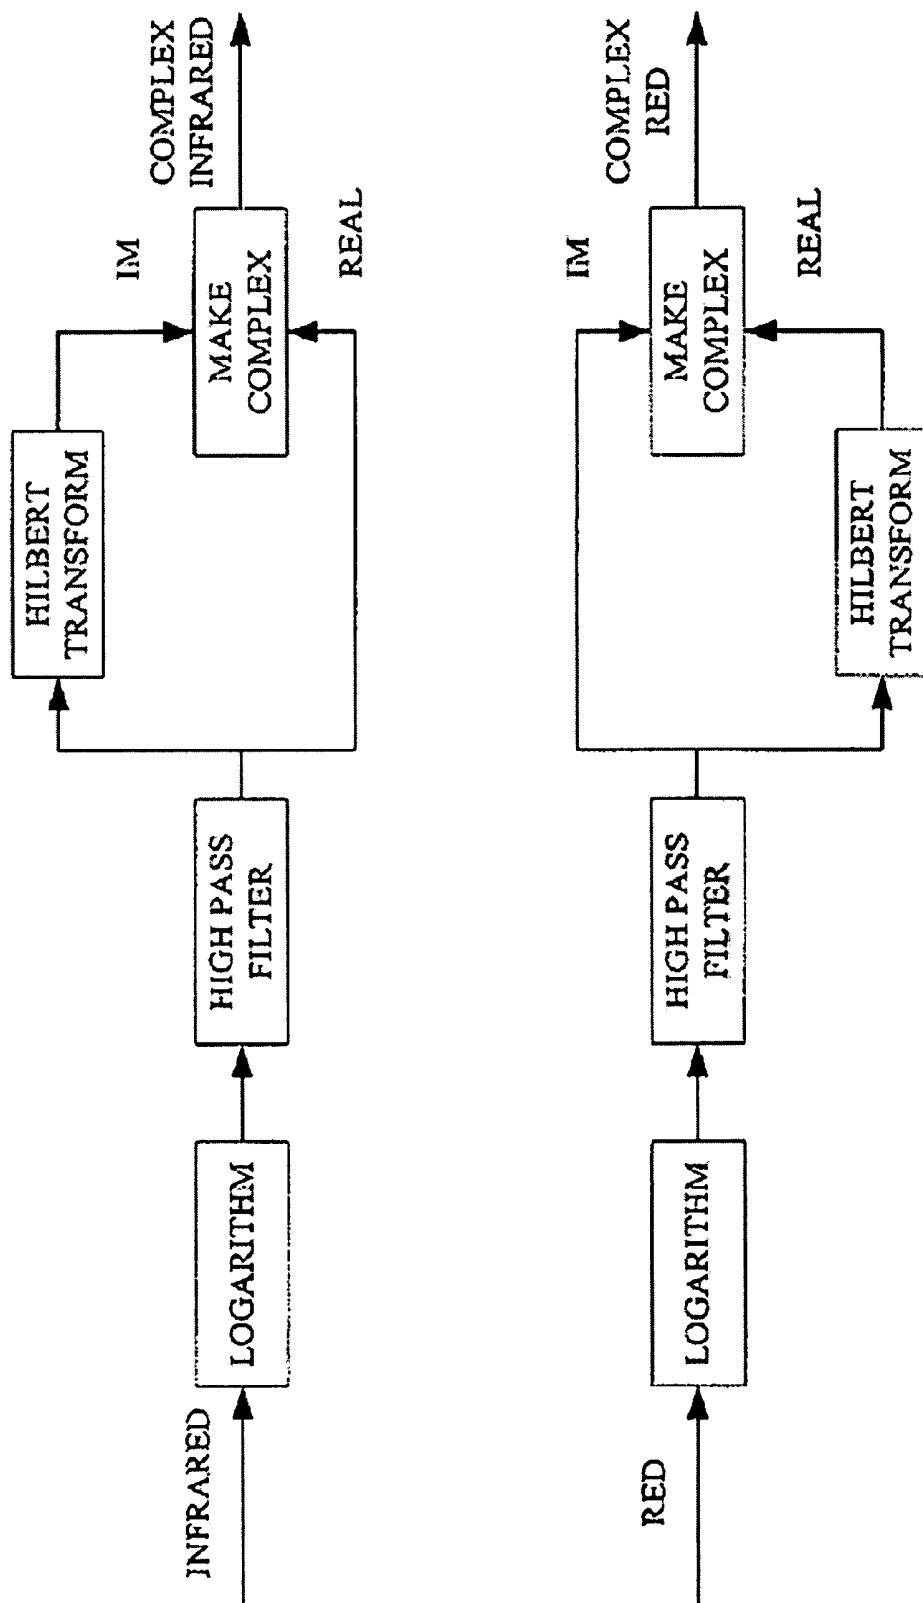 INFRARED
LOGARITHM
HIGH PASS
FILTER
HILBERT
TRANSFORM
IM
MAKE
COMPLEX
REAL
COMPLEX
INFRARED
RED
LOGARITHM
HIGH PASS
FILTER
HILBERT
TRANSFORM
IM
MAKE
COMPLEX
REAL
COMPLEX
RED